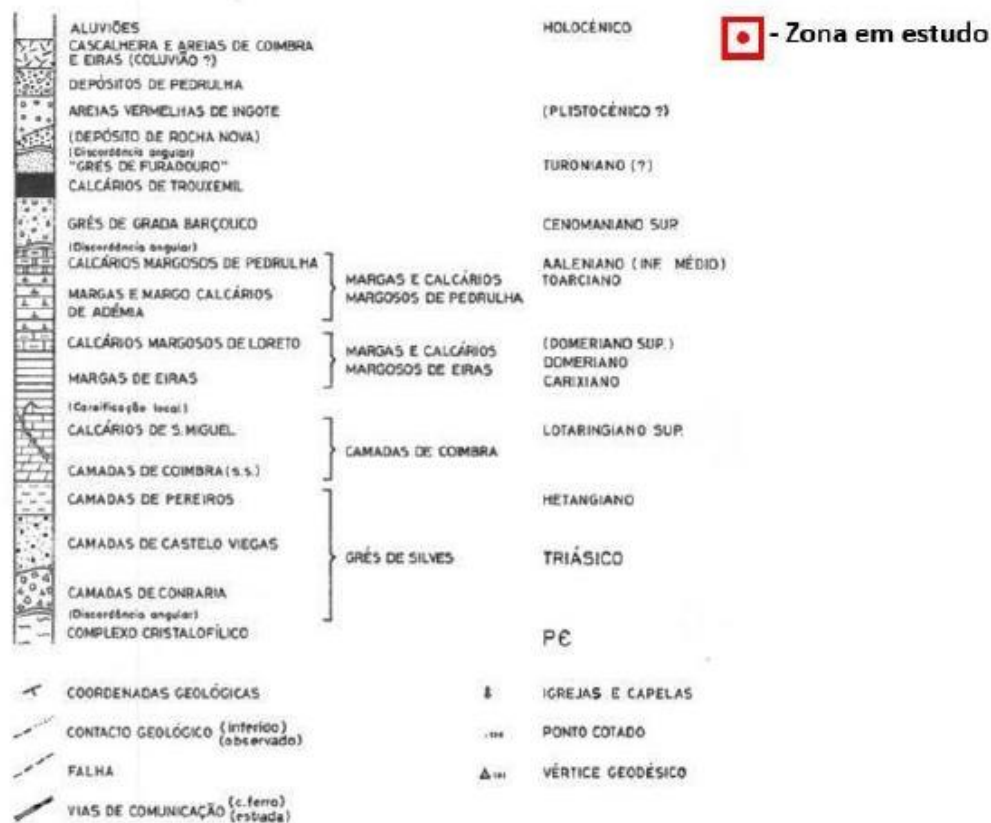 ALUVIÕES HOLOCÉNICO
- Zona em estudo
CASCALHEIRA E AREIAS DE COIMBRA
E EIRAS (COLUVIÃO ?)
DEPÓSITOS DE PEDRULHA
AREIAS VERMELHAS DE INGOTE (PLISTOCÉNICO ?)
(DEPÓSITO DE ROCHA NOVA)
(Discordância angular)
"GRÉS DE FURADOURO" TURONIANO (?)
CALCÁRIOS DE TROUXEMIL
GRÉS DE GRADA BARÇOUCO CENOMANIANO SUP.
(Discordância angular)
CALCÁRIOS MARGOSOS DE PEDRULHA AALENIANO (INF. MÉDIO)
MARGAS E CALCÁRIOS TOARCIANO
MARGAS E MARGO CALCÁRIOS MARGOSOS DE PEDRULHA
DE ADÉMIA
CALCÁRIOS MARGOSOS DE LORETO (DOMERIANO SUP.)
MARGAS E CALCÁRIOS DOMERIANO
MARGAS DE EIRAS MARGOSOS DE EIRAS CARIXIANO
(Carsificação local)
CALCÁRIOS DE S. MIGUEL LOTARINGIANO SUP.
CAMADAS DE COIMBRA
CAMADAS DE COIMBRA (s.s.)
CAMADAS DE PEREIROS HETANGIANO
CAMADAS DE CASTELO VIEGAS
GRÉS DE SILVES TRIÁSICO
CAMADAS DE CONRARIA
(Discordância angular)
COMPLEXO CRISTALOFÍLICO PЄ
COORDENADAS GEOLÓGICAS IGREJAS E CAPELAS
CONTACTO GEOLÓGICO (inferido) PONTO COTADO
(observado)
FALHA VÉRTICE GEODÉSICO
VIAS DE COMUNICAÇÃO (c. ferro)
(estrada)